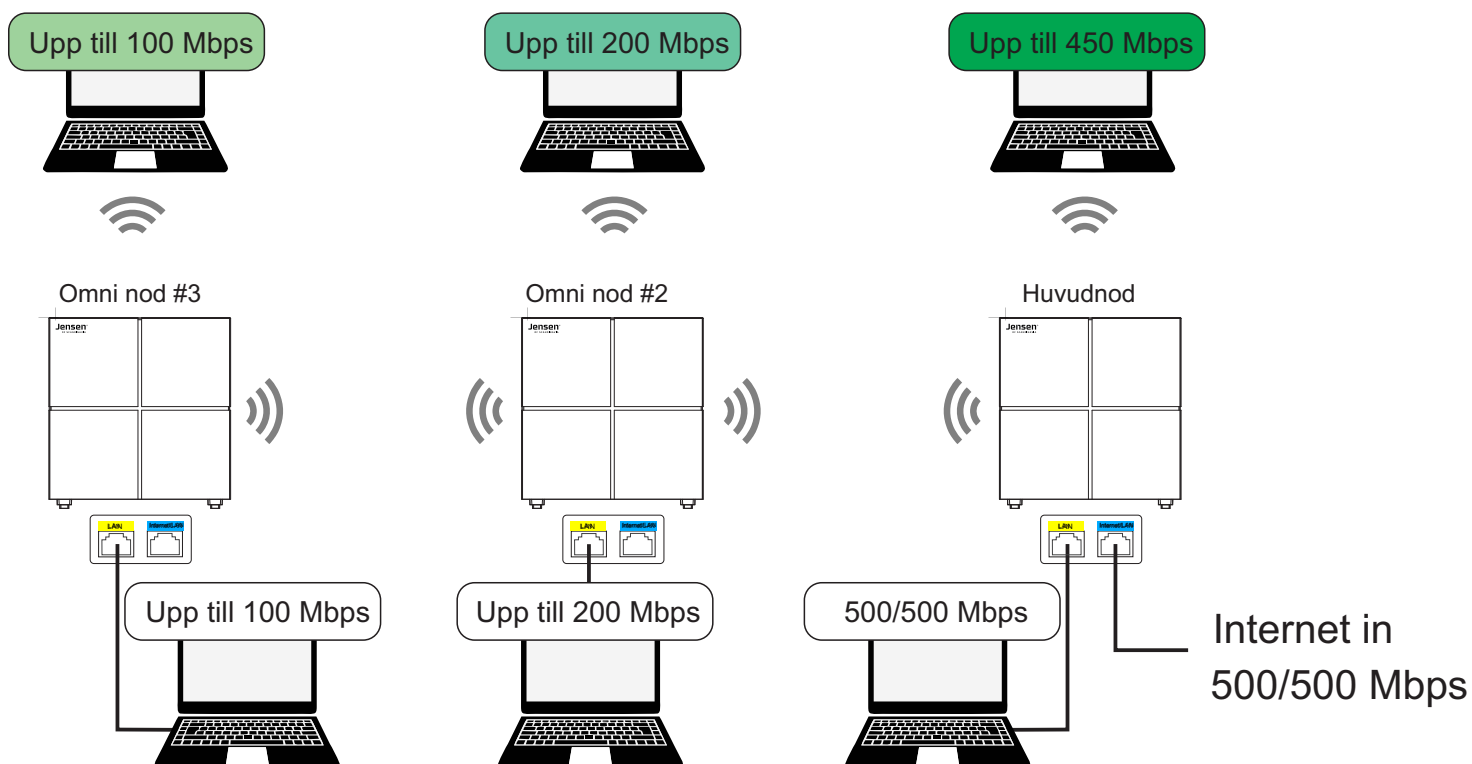 Upp till 100 Mbps
Upp till 200 Mbps
Upp till 450 Mbps
Omni nod #3
Omni nod #2
Huvudnod
Jensen
Jensen
Jensen
LAN
Internet/LAN
LAN
Internet/LAN
LAN
Internet/LAN
Upp till 100 Mbps
Upp till 200 Mbps
500/500 Mbps
Internet in
500/500 Mbps